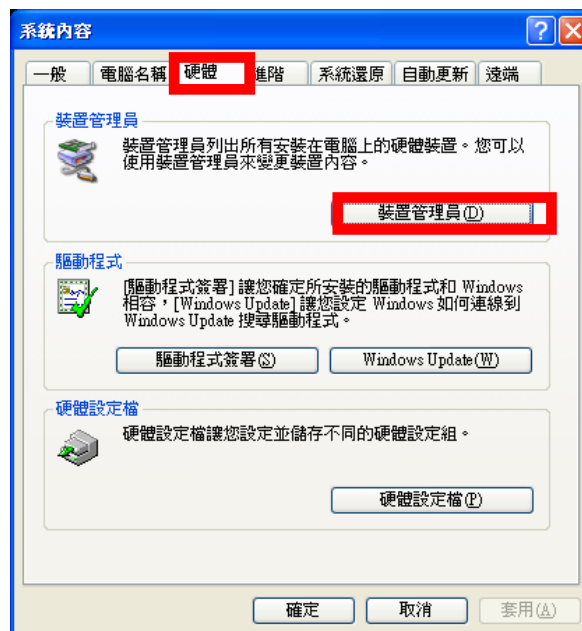 系統內容
一般 電腦名稱 硬體 進階 系統還原 自動更新 遠端
裝置管理員
裝置管理員列出所有安裝在電腦上的硬體裝置。您可以
使用裝置管理員來變更裝置內容。
裝置管理員(D)
驅動程式
[驅動程式簽署] 讓您確定所安裝的驅動程式和 Windows
相容，[Windows Update] 讓您設定 Windows 如何連線到
Windows Update 搜尋驅動程式。
驅動程式簽署(S) Windows Update(W)
硬體設定檔
硬體設定檔讓您設定並儲存不同的硬體設定組。
硬體設定檔(P)
確定 取消 套用(A)